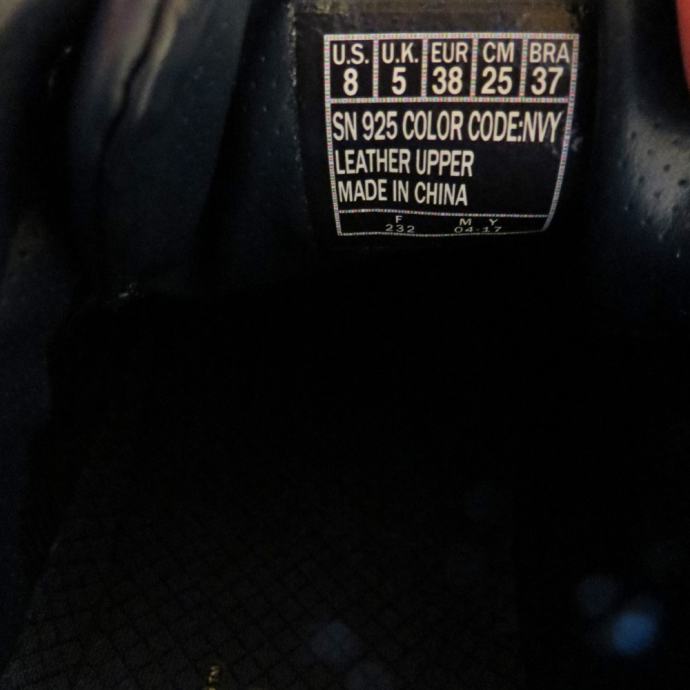 U.S. U.K. EUR CM BRA
8 5 38 25 37
SN 925 COLOR CODE:NVY
LEATHER UPPER
MADE IN CHINA
F M Y
232 04.17